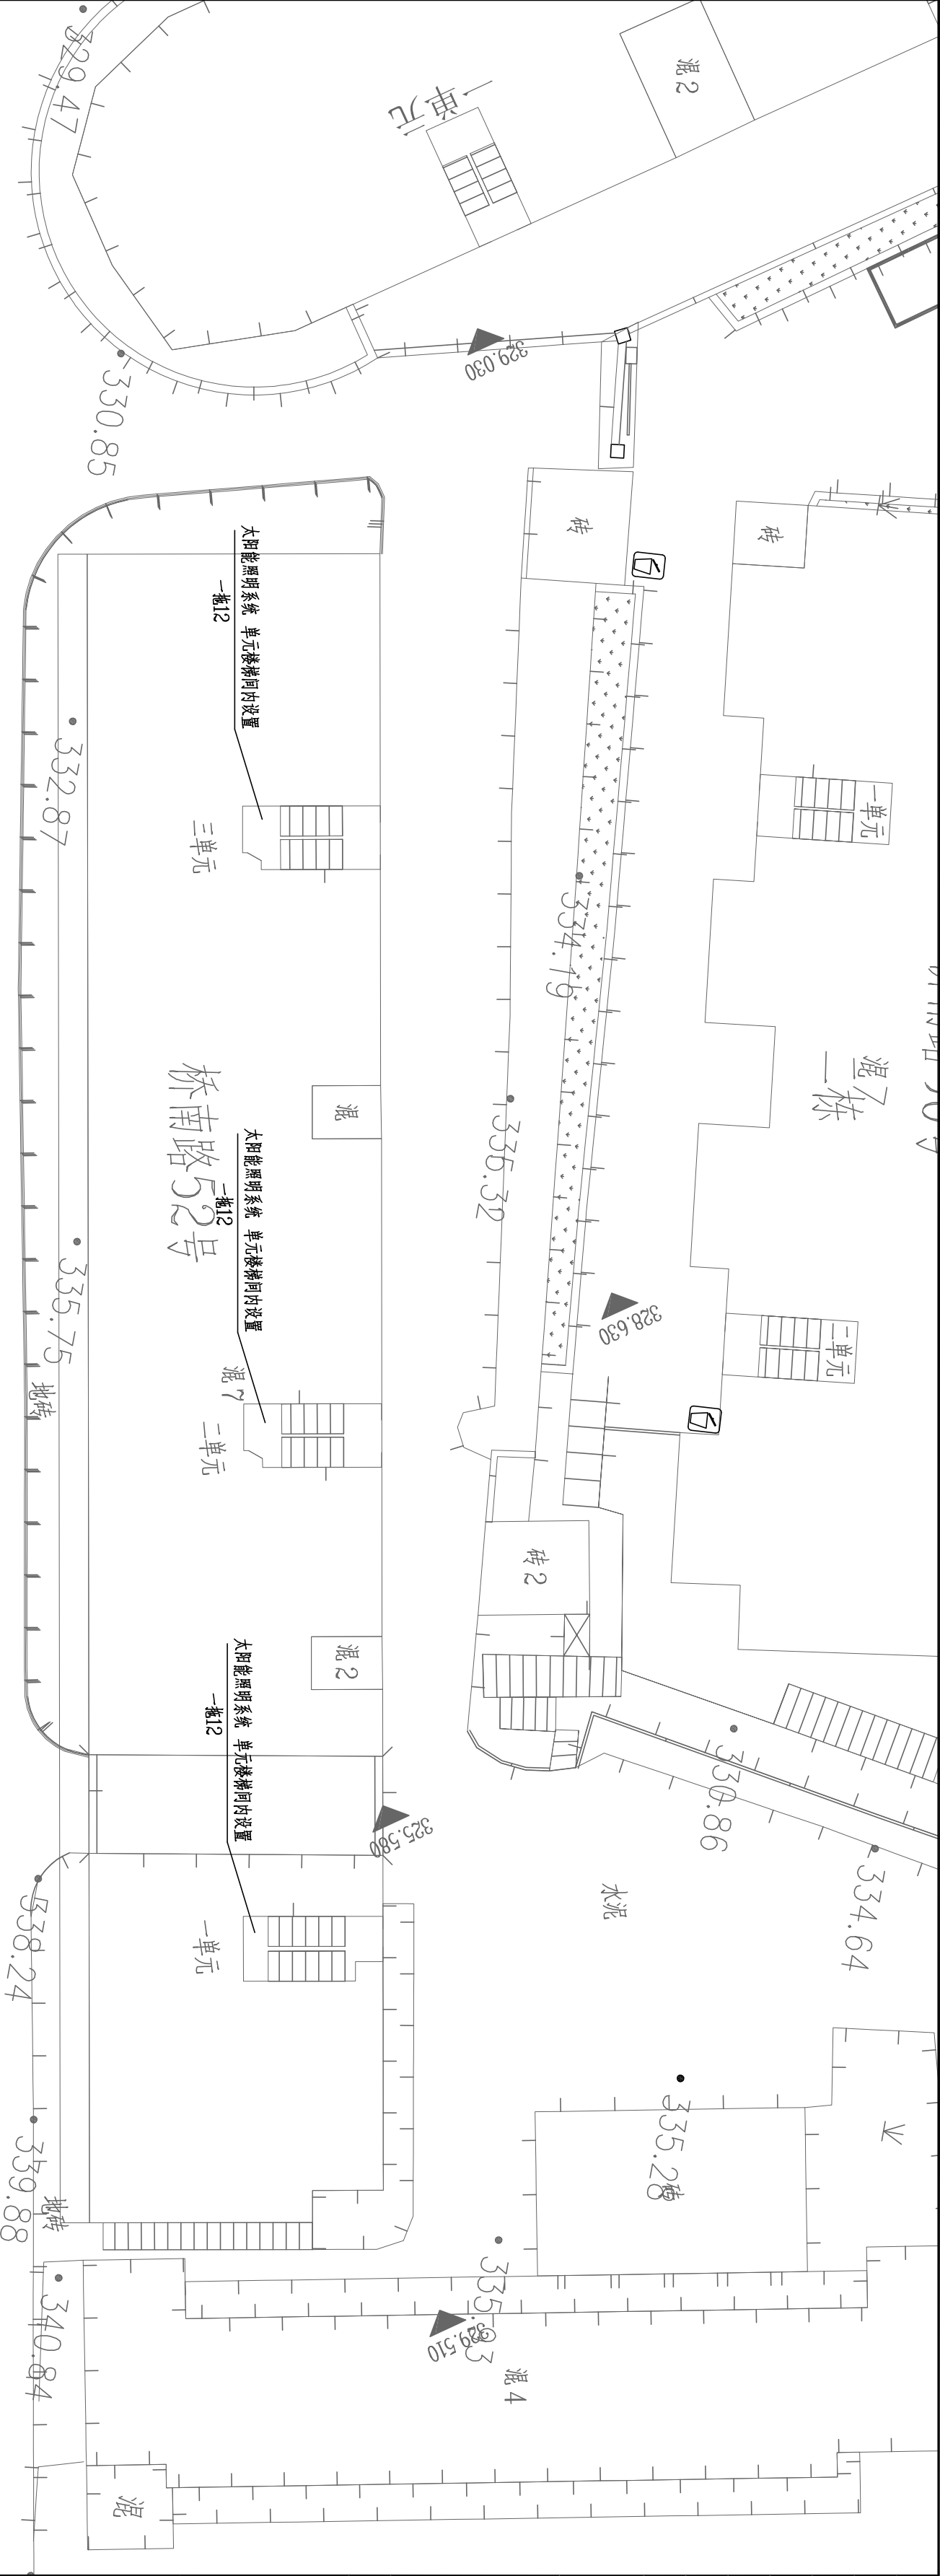 329.47
一单元
混2
329.030
330.85
砖
砖
太阳能照明系统 单元楼梯间内设置
一拖12
332.87
三单元
一单元
334.19
混7
一栋
桥南路52号
混
336.32
太阳能照明系统 单元楼梯间内设置
一拖12
335.75
地砖
328.630
二单元
混7
二单元
砖2
混2
太阳能照明系统 单元楼梯间内设置
一拖12
330.86
325.580
334.64
水泥
338.24
一单元
335.28
砖
339.88
地砖
340.84
335.93
329.510
混4
混